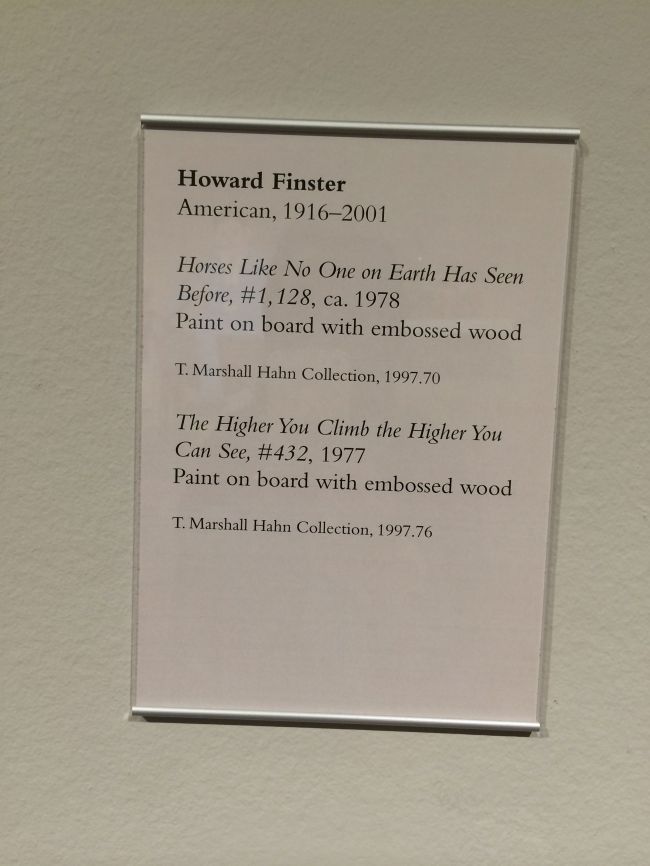 Howard Finster
American, 1916–2001
Horses Like No One on Earth Has Seen
Before, #1,128, ca. 1978
Paint on board with embossed wood
T. Marshall Hahn Collection, 1997.70
The Higher You Climb the Higher You
Can See, #432, 1977
Paint on board with embossed wood
T. Marshall Hahn Collection, 1997.76